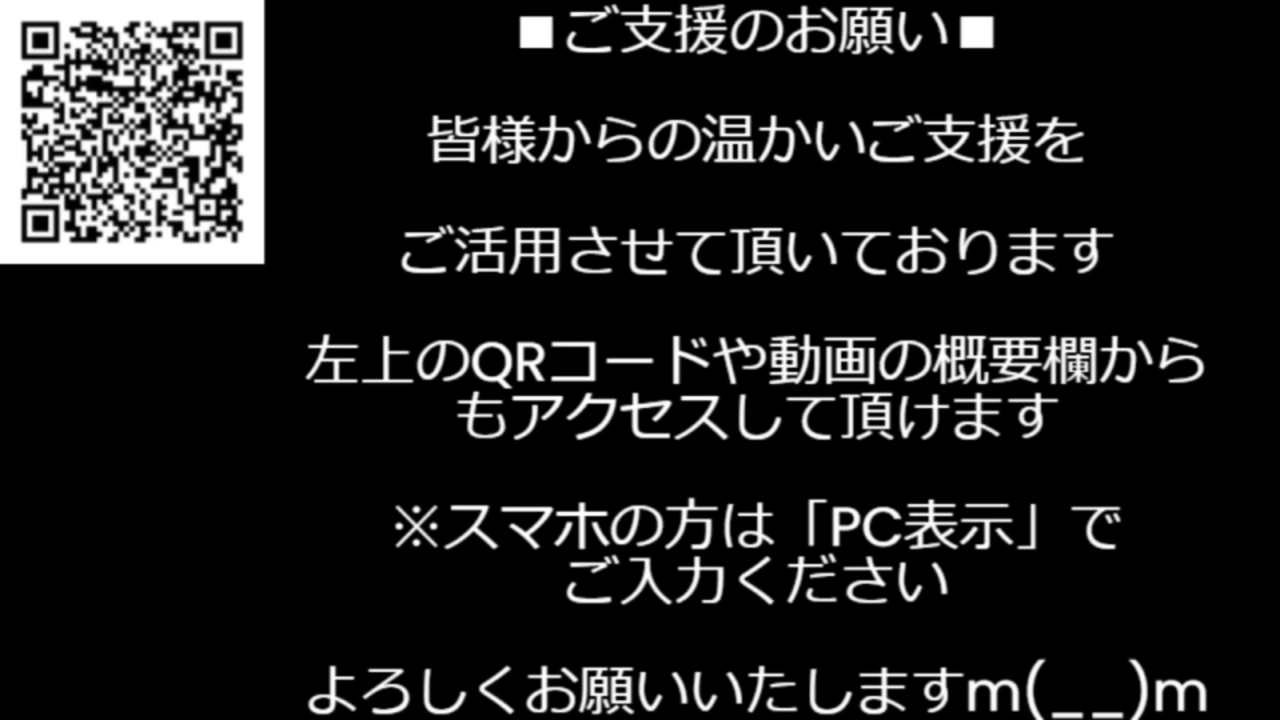 ■ご支援のお願い■
皆様からの温かいご支援を
ご活用させて頂いております
左上のQRコードや動画の概要欄から
もアクセスして頂けます
※スマホの方は「PC表示」で
ご入力ください
よろしくお願いいたしますm(_ _)m